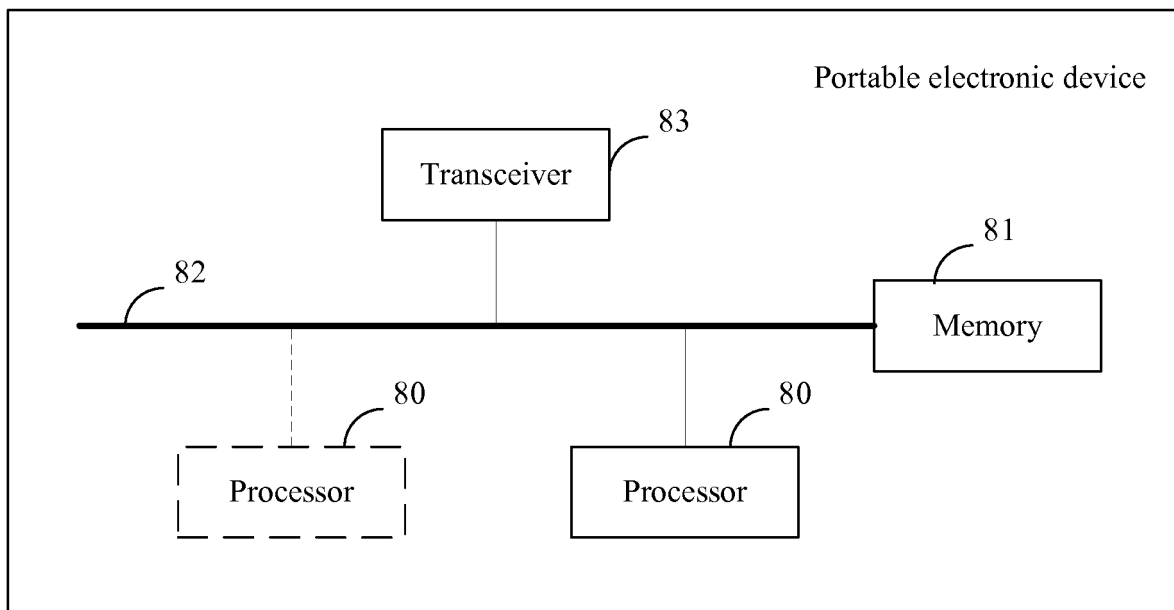 Portable electronic device
83
Transceiver
81
82
Memory
80
80
Processor
Processor